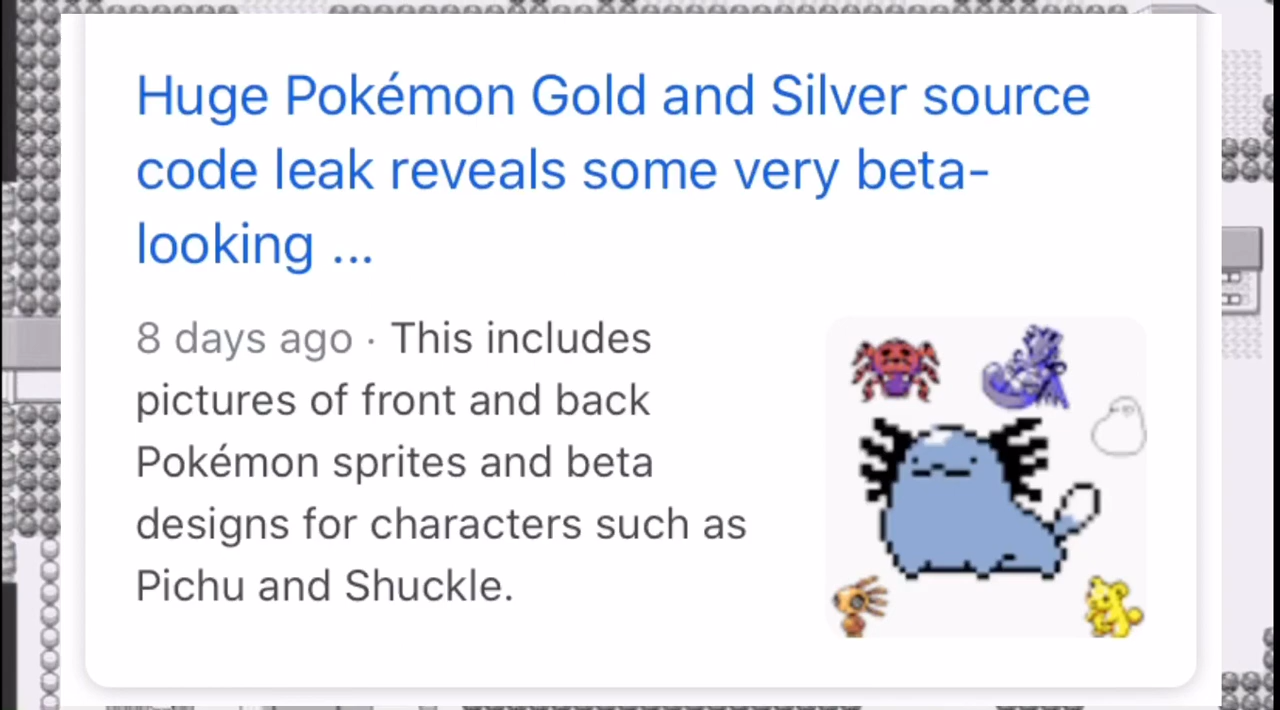 Huge Pokémon Gold and Silver source
code leak reveals some very beta-
looking ...
8 days ago · This includes
pictures of front and back
Pokémon sprites and beta
designs for characters such as
Pichu and Shuckle.